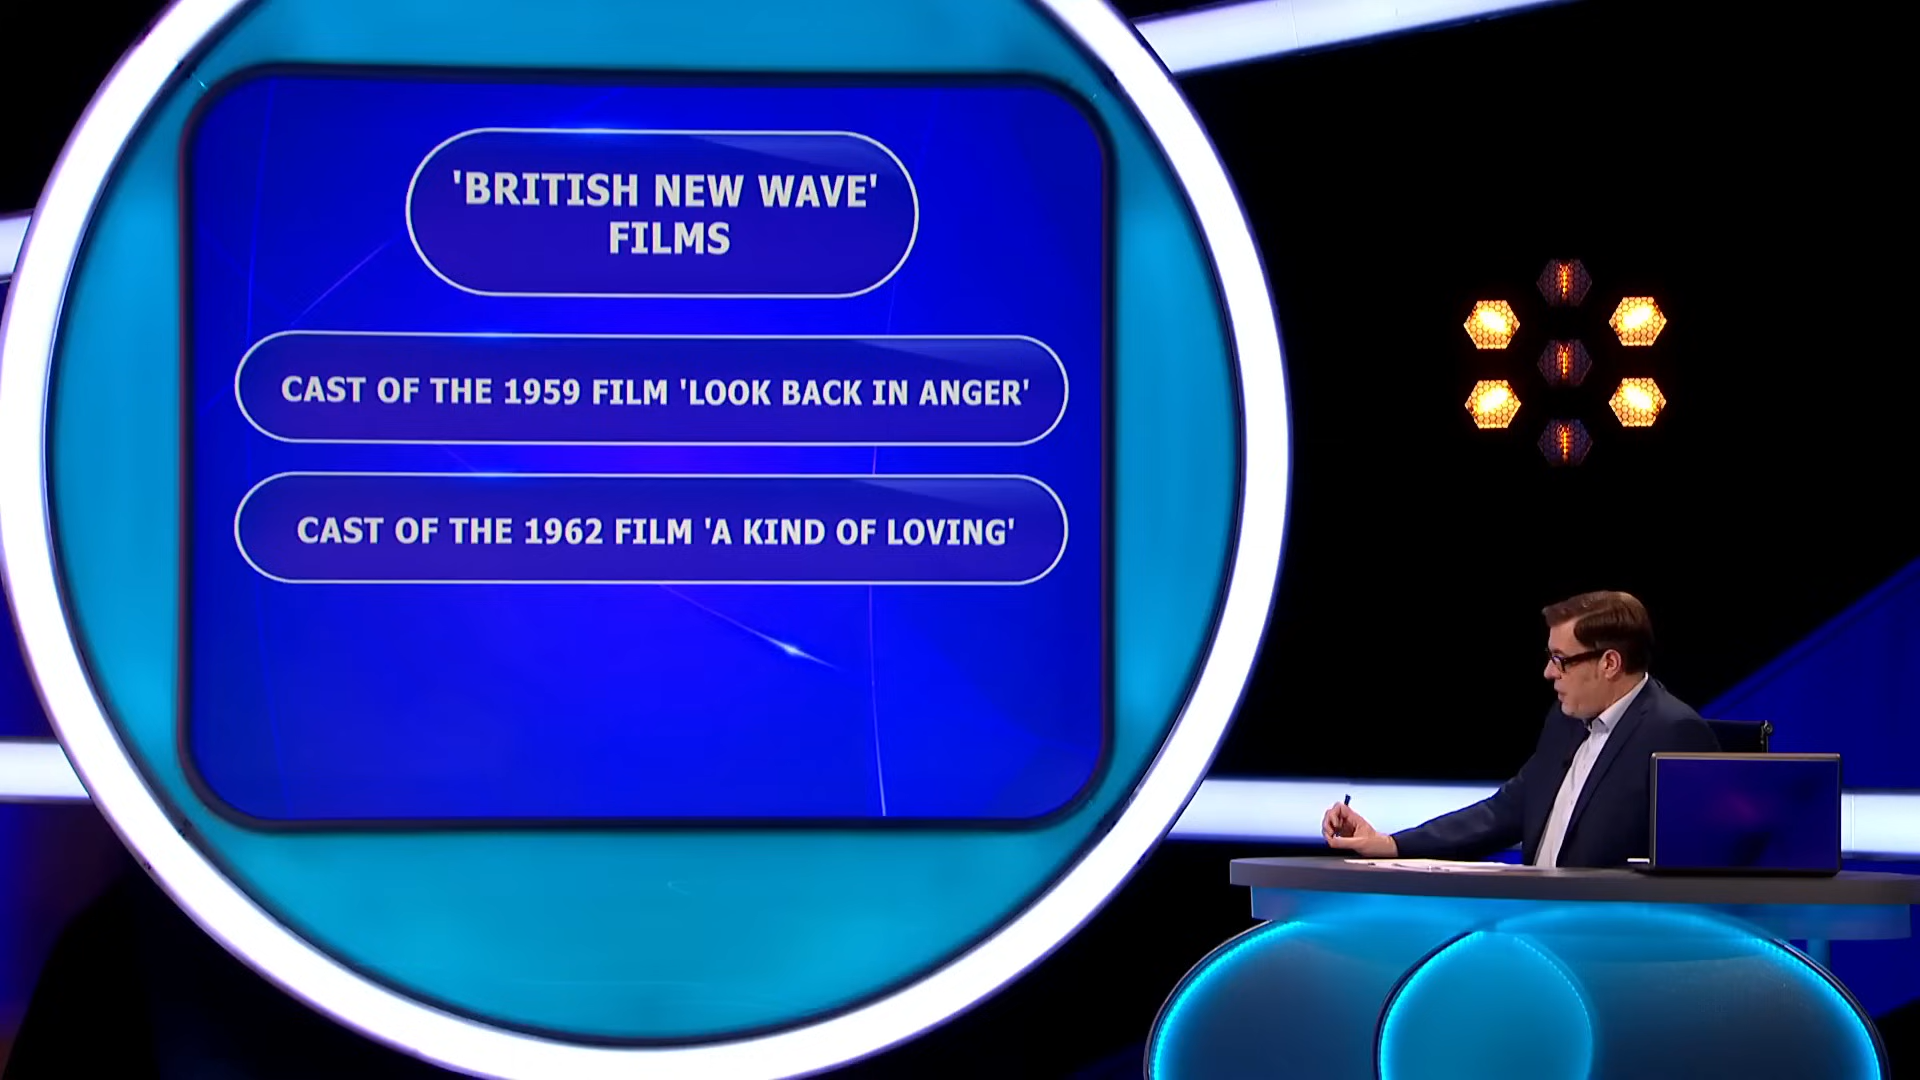 'BRITISH NEW WAVE'
FILMS
CAST OF THE 1959 FILM 'LOOK BACK IN ANGER'
CAST OF THE 1962 FILM 'A KIND OF LOVING'